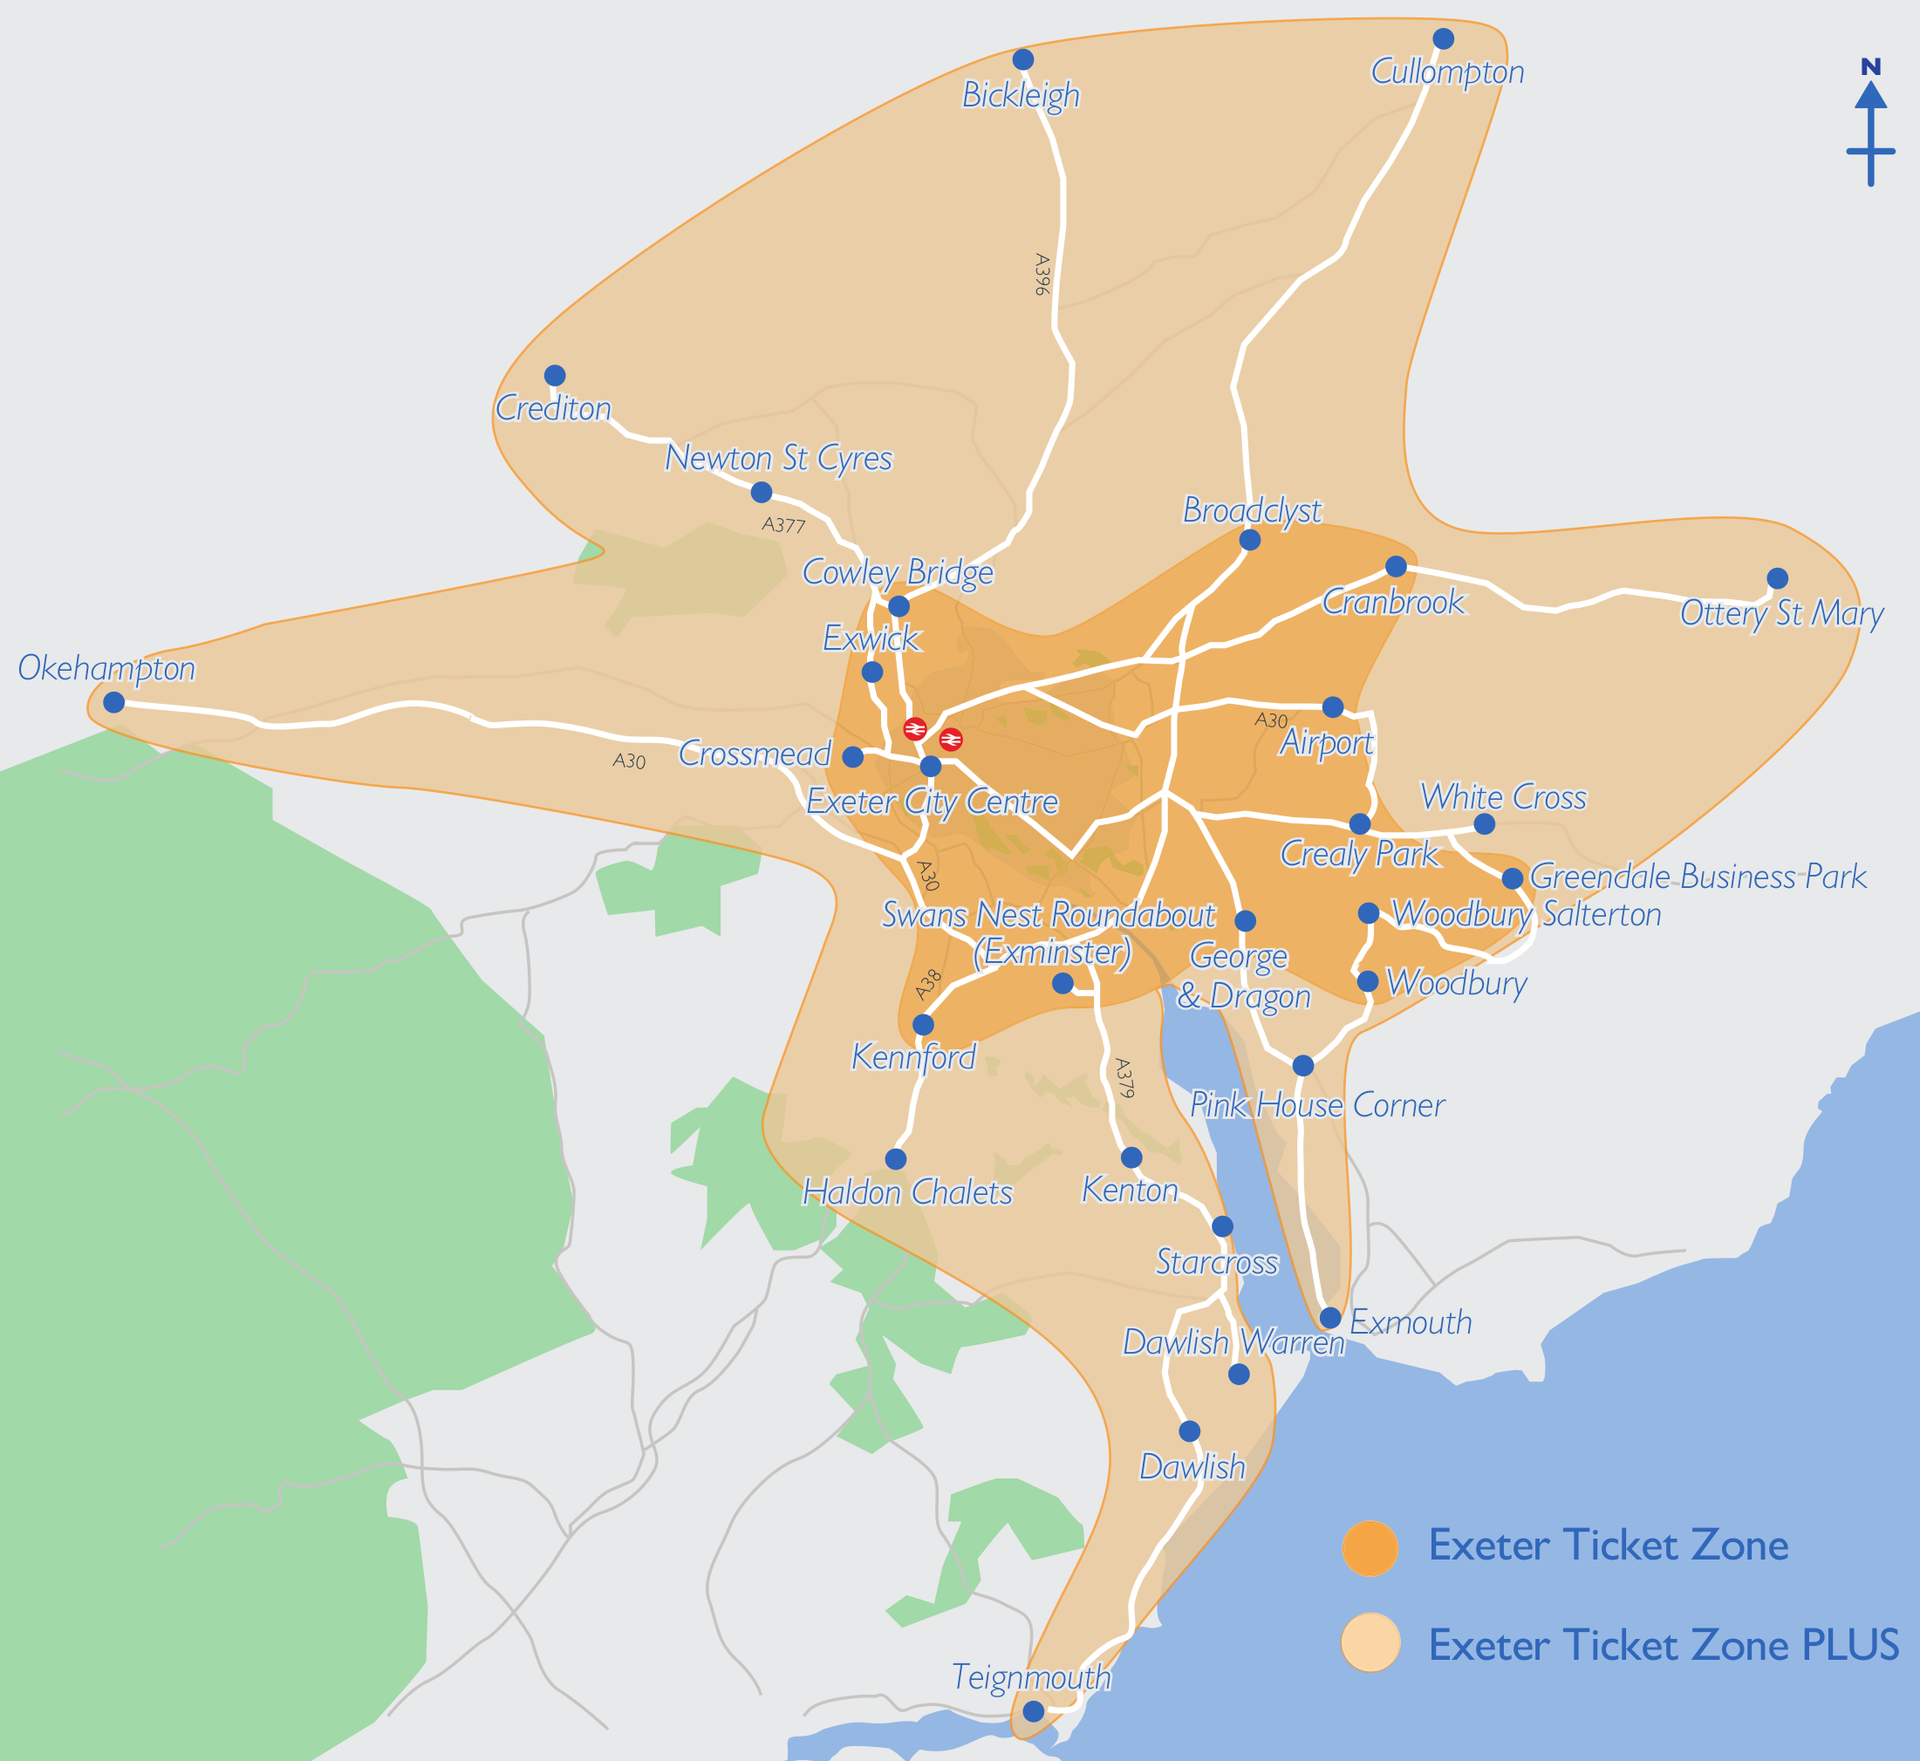 N
Cullompton
Bickleigh
A396
Crediton
Newton St Cyres
A377
Broadclyst
Cowley Bridge
Cranbrook
Ottery St Mary
Exwick
Okehampton
A30
Airport
Crossmead
A30
Exeter City Centre
White Cross
Crealy Park
A30
Greendale Business Park
Swans Nest Roundabout
(Exminster)
Woodbury Salterton
George
& Dragon
A38
Woodbury
Kennford
A379
Pink House Corner
Haldon Chalets
Kenton
Starcross
Exmouth
Dawlish Warren
Dawlish
Exeter Ticket Zone
Exeter Ticket Zone PLUS
Teignmouth